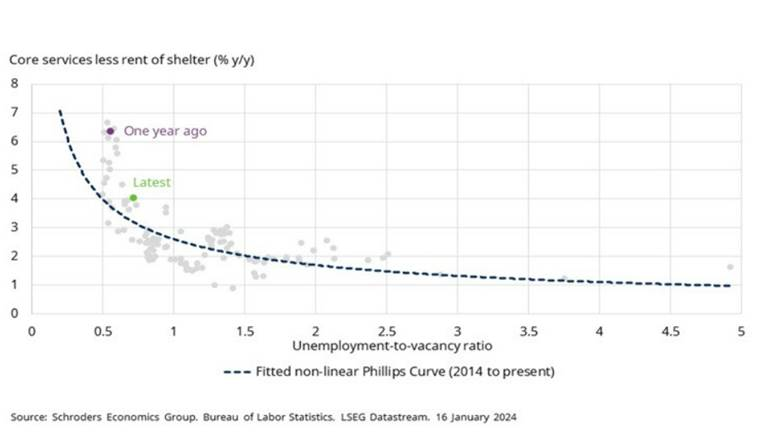 Core services less rent of shelter (% y/y)
8
7
6
5
4
3
2
1
0
One year ago
Latest
0 0.5 1 1.5 2 2.5 3 3.5 4 4.5 5
Unemployment-to-vacancy ratio
Fitted non-linear Phillips Curve (2014 to present)
Source: Schroders Economics Group. Bureau of Labor Statistics. LSEG Datastream. 16 January 2024